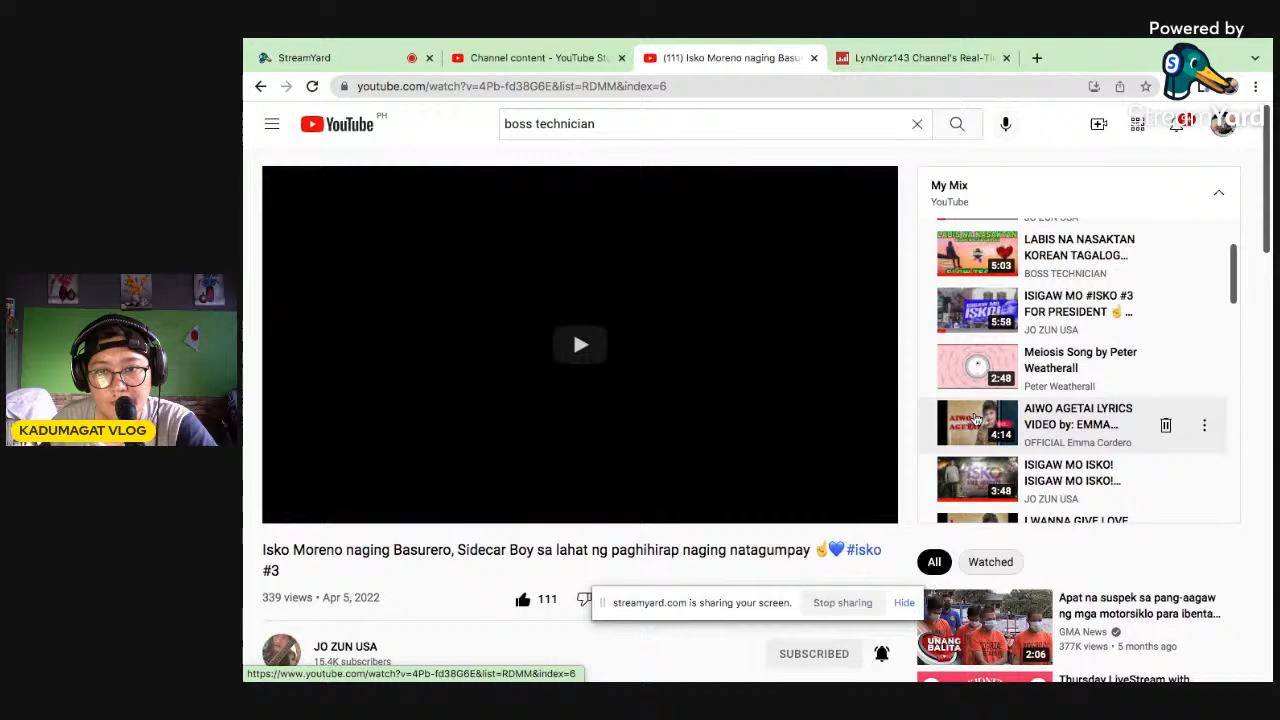 Powered by
StreamYard
StreamYard
Channel content - YouTube Stu
(111) Isko Moreno naging Basu
LynNorz143 Channel's Real-Ti
youtube.com/watch?v=4Pb-fd38G6E&list=RDMM&index=6
YouTube
PH
boss technician
My Mix
YouTube
JO ZUN USA
LABIS NA NASAKTAN
KOREAN TAGALOG...
5:03
BOSS TECHNICIAN
ISIGAW MO #ISKO #3
FOR PRESIDENT ☝️ ...
5:58
JO ZUN USA
Meiosis Song by Peter
Weatherall
2:48
Peter Weatherall
AIWO AGETAI LYRICS
VIDEO by: EMMA...
4:14
OFFICIAL Emma Cordero
ISIGAW MO ISKO!
ISIGAW MO ISKO!...
3:48
JO ZUN USA
I WANNA GIVE LOVE
KADUMAGAT VLOG
Isko Moreno naging Basurero, Sidecar Boy sa lahat ng paghihirap naging natagumpay ☝️💙 #isko
#3
339 views • Apr 5, 2022
111
streamyard.com is sharing your screen.
Stop sharing
Hide
All
Watched
Apat na suspek sa pang-aagaw
ng mga motorsiklo para ibenta...
GMA News
377K views • 5 months ago
UNANG
BALITA
2:06
JO ZUN USA
15.4K subscribers
SUBSCRIBED
Thursday LiveStream with
https://www.youtube.com/watch?v=4Pb-fd38G6E&list=RDMM&index=6